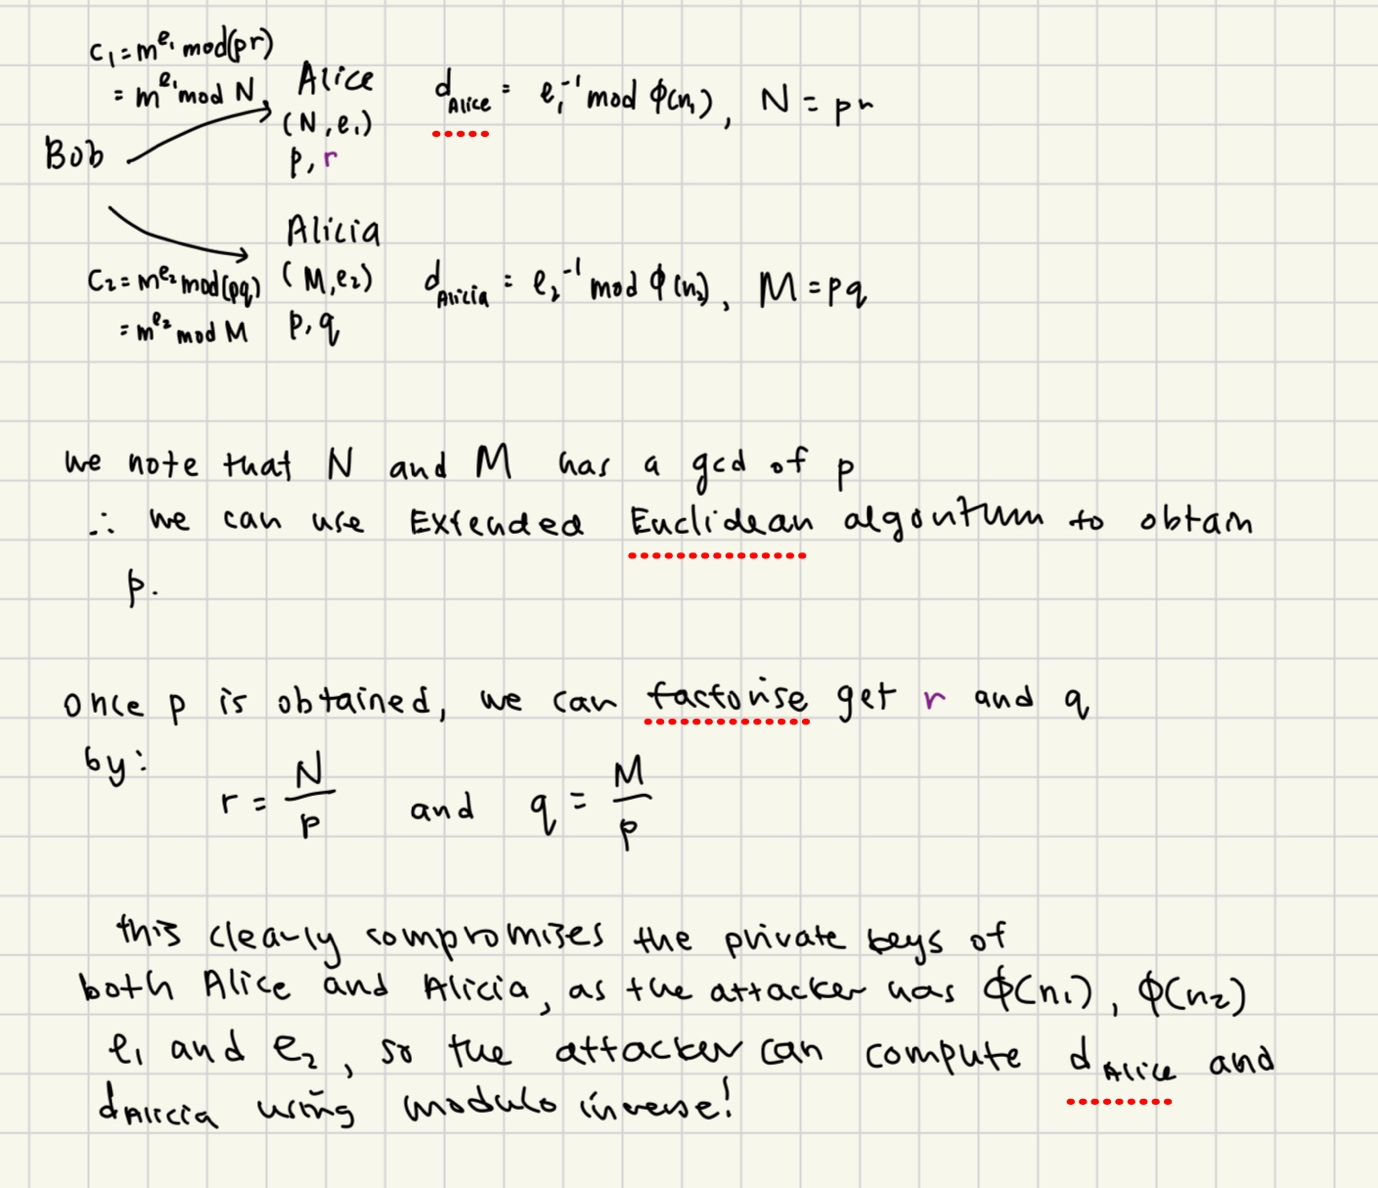 c₁ = m^e₁ mod(pr)
= m^e₁ mod N
Alice
(N, e₁)
p, r
d_Alice = e₁⁻¹ mod ϕ(n₁), N = pr
Bob
Alicia
c₂ = m^e₂ mod(pq)
= m^e₂ mod M
(M, e₂)
p, q
d_Alicia = e₂⁻¹ mod ϕ(n₂), M = pq
we note that N and M has a gcd of p
∴ we can use Extended Euclidean algorithm to obtain
p.
once p is obtained, we can factorise get r and q
by:
r = N/p and q = M/p
this clearly compromises the private keys of
both Alice and Alicia, as the attacker has ϕ(n₁), ϕ(n₂)
e₁ and e₂, so the attacker can compute d_Alice and
d_Alicia using modulo inverse!